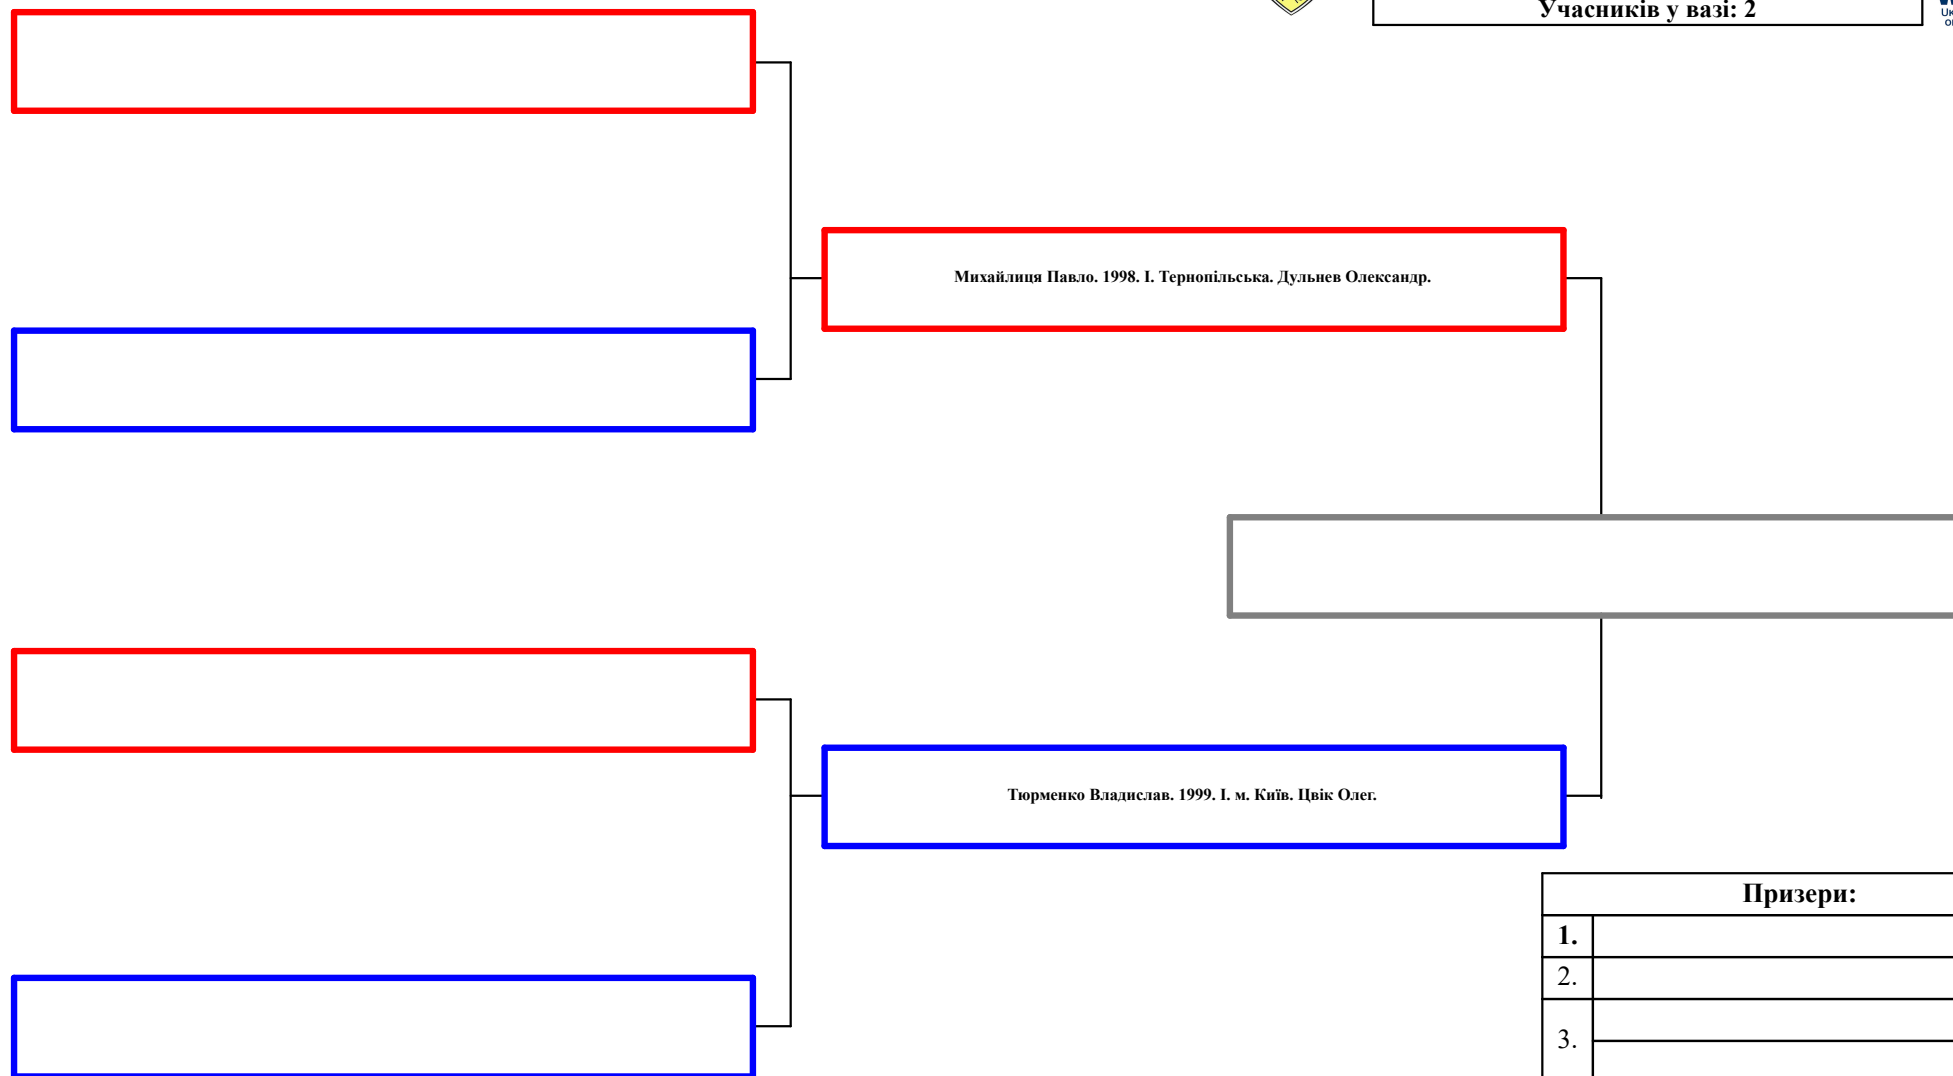 Учасників у вазі: 2
Михайлиця Павло. 1998. І. Тернопільська. Дульнев Олександр.
Тюрменко Владислав. 1999. І. м. Київ. Цвік Олег.
Призери:
1.
2.
3.